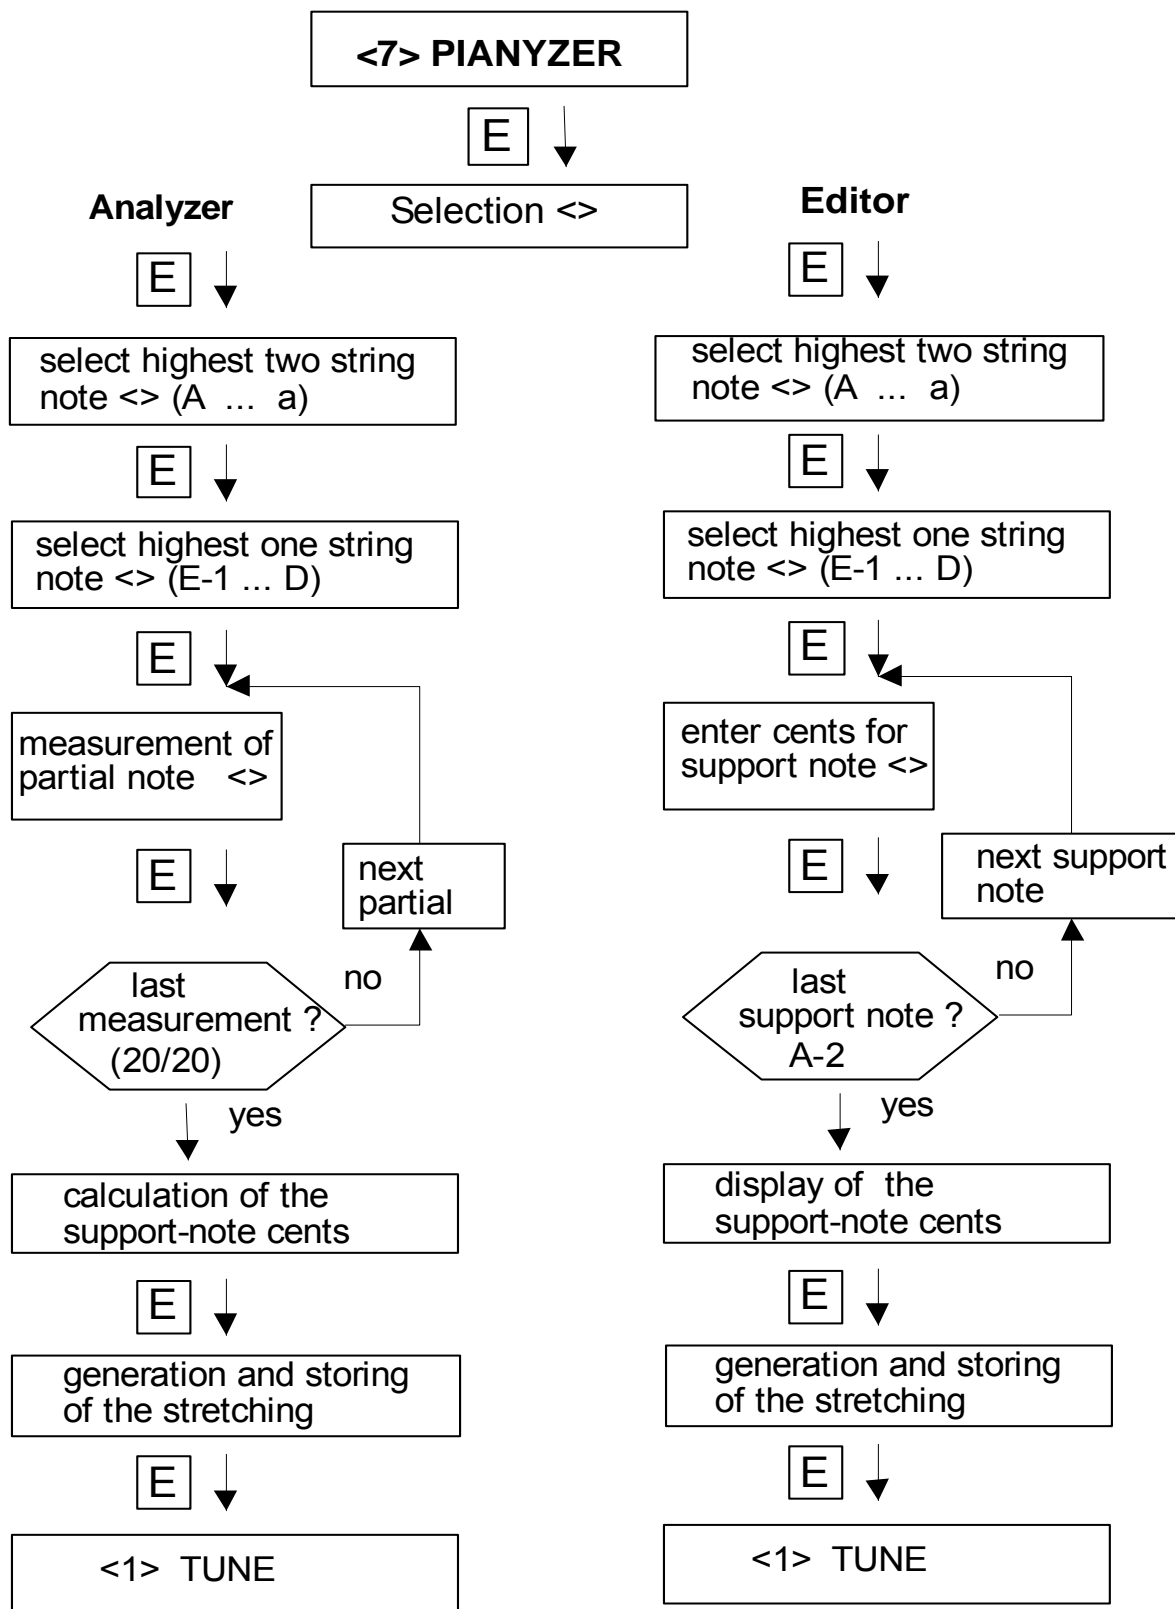 <7> PIANYZER
E
Selection <>
Analyzer
E
select highest two string
note <> (A ... a)
E
select highest one string
note <> (E-1 ... D)
E
measurement of
partial note <>
E
next
partial
no
last
measurement ?
(20/20)
yes
calculation of the
support-note cents
E
generation and storing
of the stretching
E
<1> TUNE
Editor
E
select highest two string
note <> (A ... a)
E
select highest one string
note <> (E-1 ... D)
E
enter cents for
support note <>
E
next support
note
no
last
support note ?
A-2
yes
display of the
support-note cents
E
generation and storing
of the stretching
E
<1> TUNE